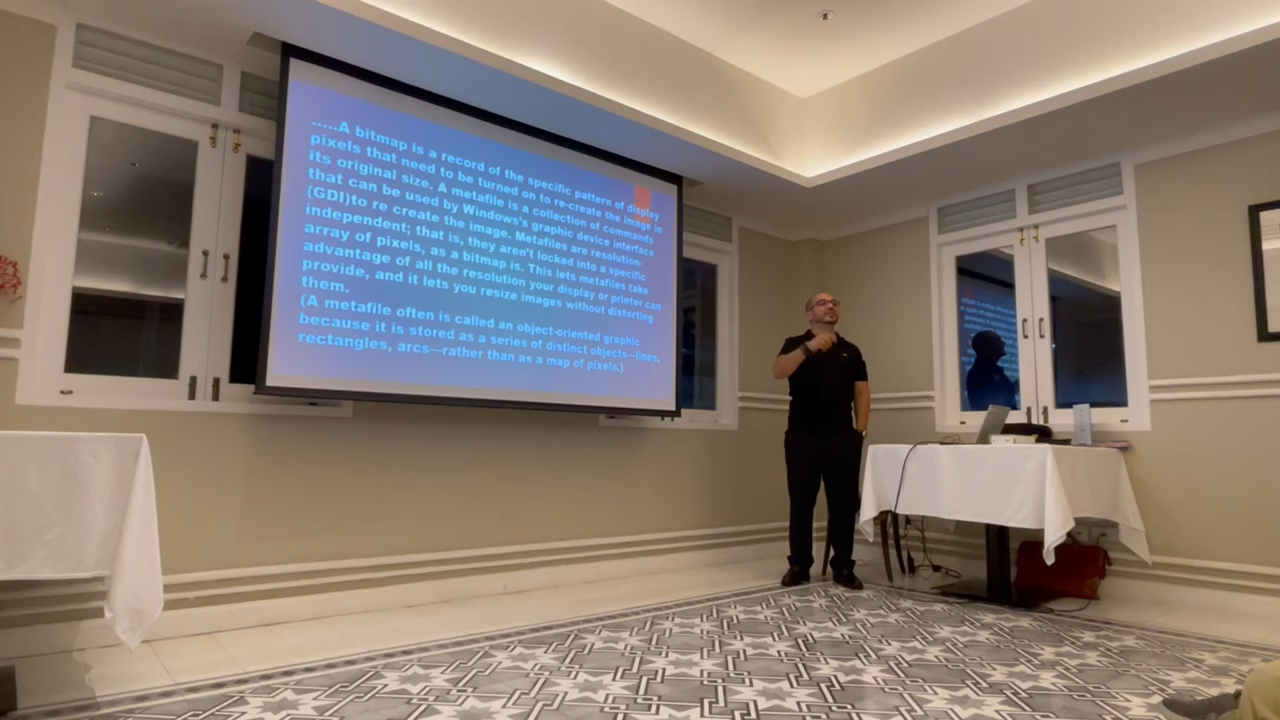 .....A bitmap is a record of the specific pattern of display
pixels that need to be turned on to re-create the image in
its original size. A metafile is a collection of commands
that can be used by Windows's graphic device interface
(GDI)to re create the image. Metafiles are resolution-
independent; that is, they aren't locked into a specific
array of pixels, as a bitmap is. This lets metafiles take
advantage of all the resolution your display or printer can
provide, and it lets you resize images without distorting
them.
(A metafile often is called an object-oriented graphic
because it is stored as a series of distinct objects—lines,
rectangles, arcs—rather than as a map of pixels.)